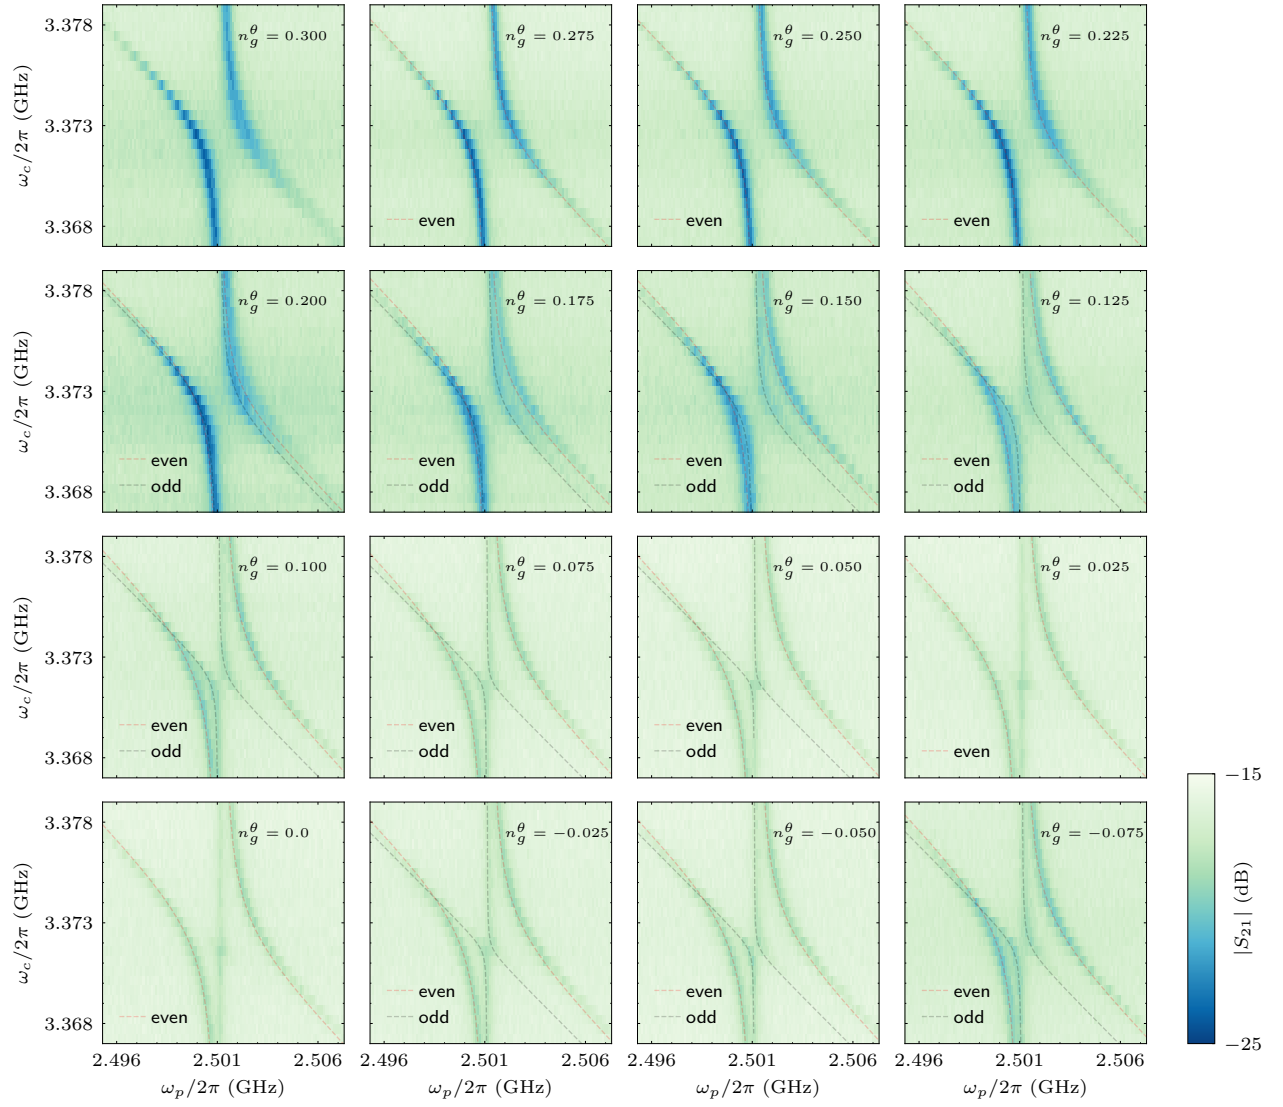 3.378
3.373
3.368
ω_c/2π (GHz)
n_g^θ = 0.300
n_g^θ = 0.275
even
n_g^θ = 0.250
even
n_g^θ = 0.225
even
3.378
3.373
3.368
ω_c/2π (GHz)
n_g^θ = 0.200
even
odd
n_g^θ = 0.175
even
odd
n_g^θ = 0.150
even
odd
n_g^θ = 0.125
even
odd
3.378
3.373
3.368
ω_c/2π (GHz)
n_g^θ = 0.100
even
odd
n_g^θ = 0.075
even
odd
n_g^θ = 0.050
even
odd
n_g^θ = 0.025
even
3.378
3.373
3.368
ω_c/2π (GHz)
n_g^θ = 0.0
even
n_g^θ = −0.025
even
odd
n_g^θ = −0.050
even
odd
n_g^θ = −0.075
even
odd
2.496 2.501 2.506
ω_p/2π (GHz)
2.496 2.501 2.506
ω_p/2π (GHz)
2.496 2.501 2.506
ω_p/2π (GHz)
2.496 2.501 2.506
ω_p/2π (GHz)
−15
−25
|S_21| (dB)